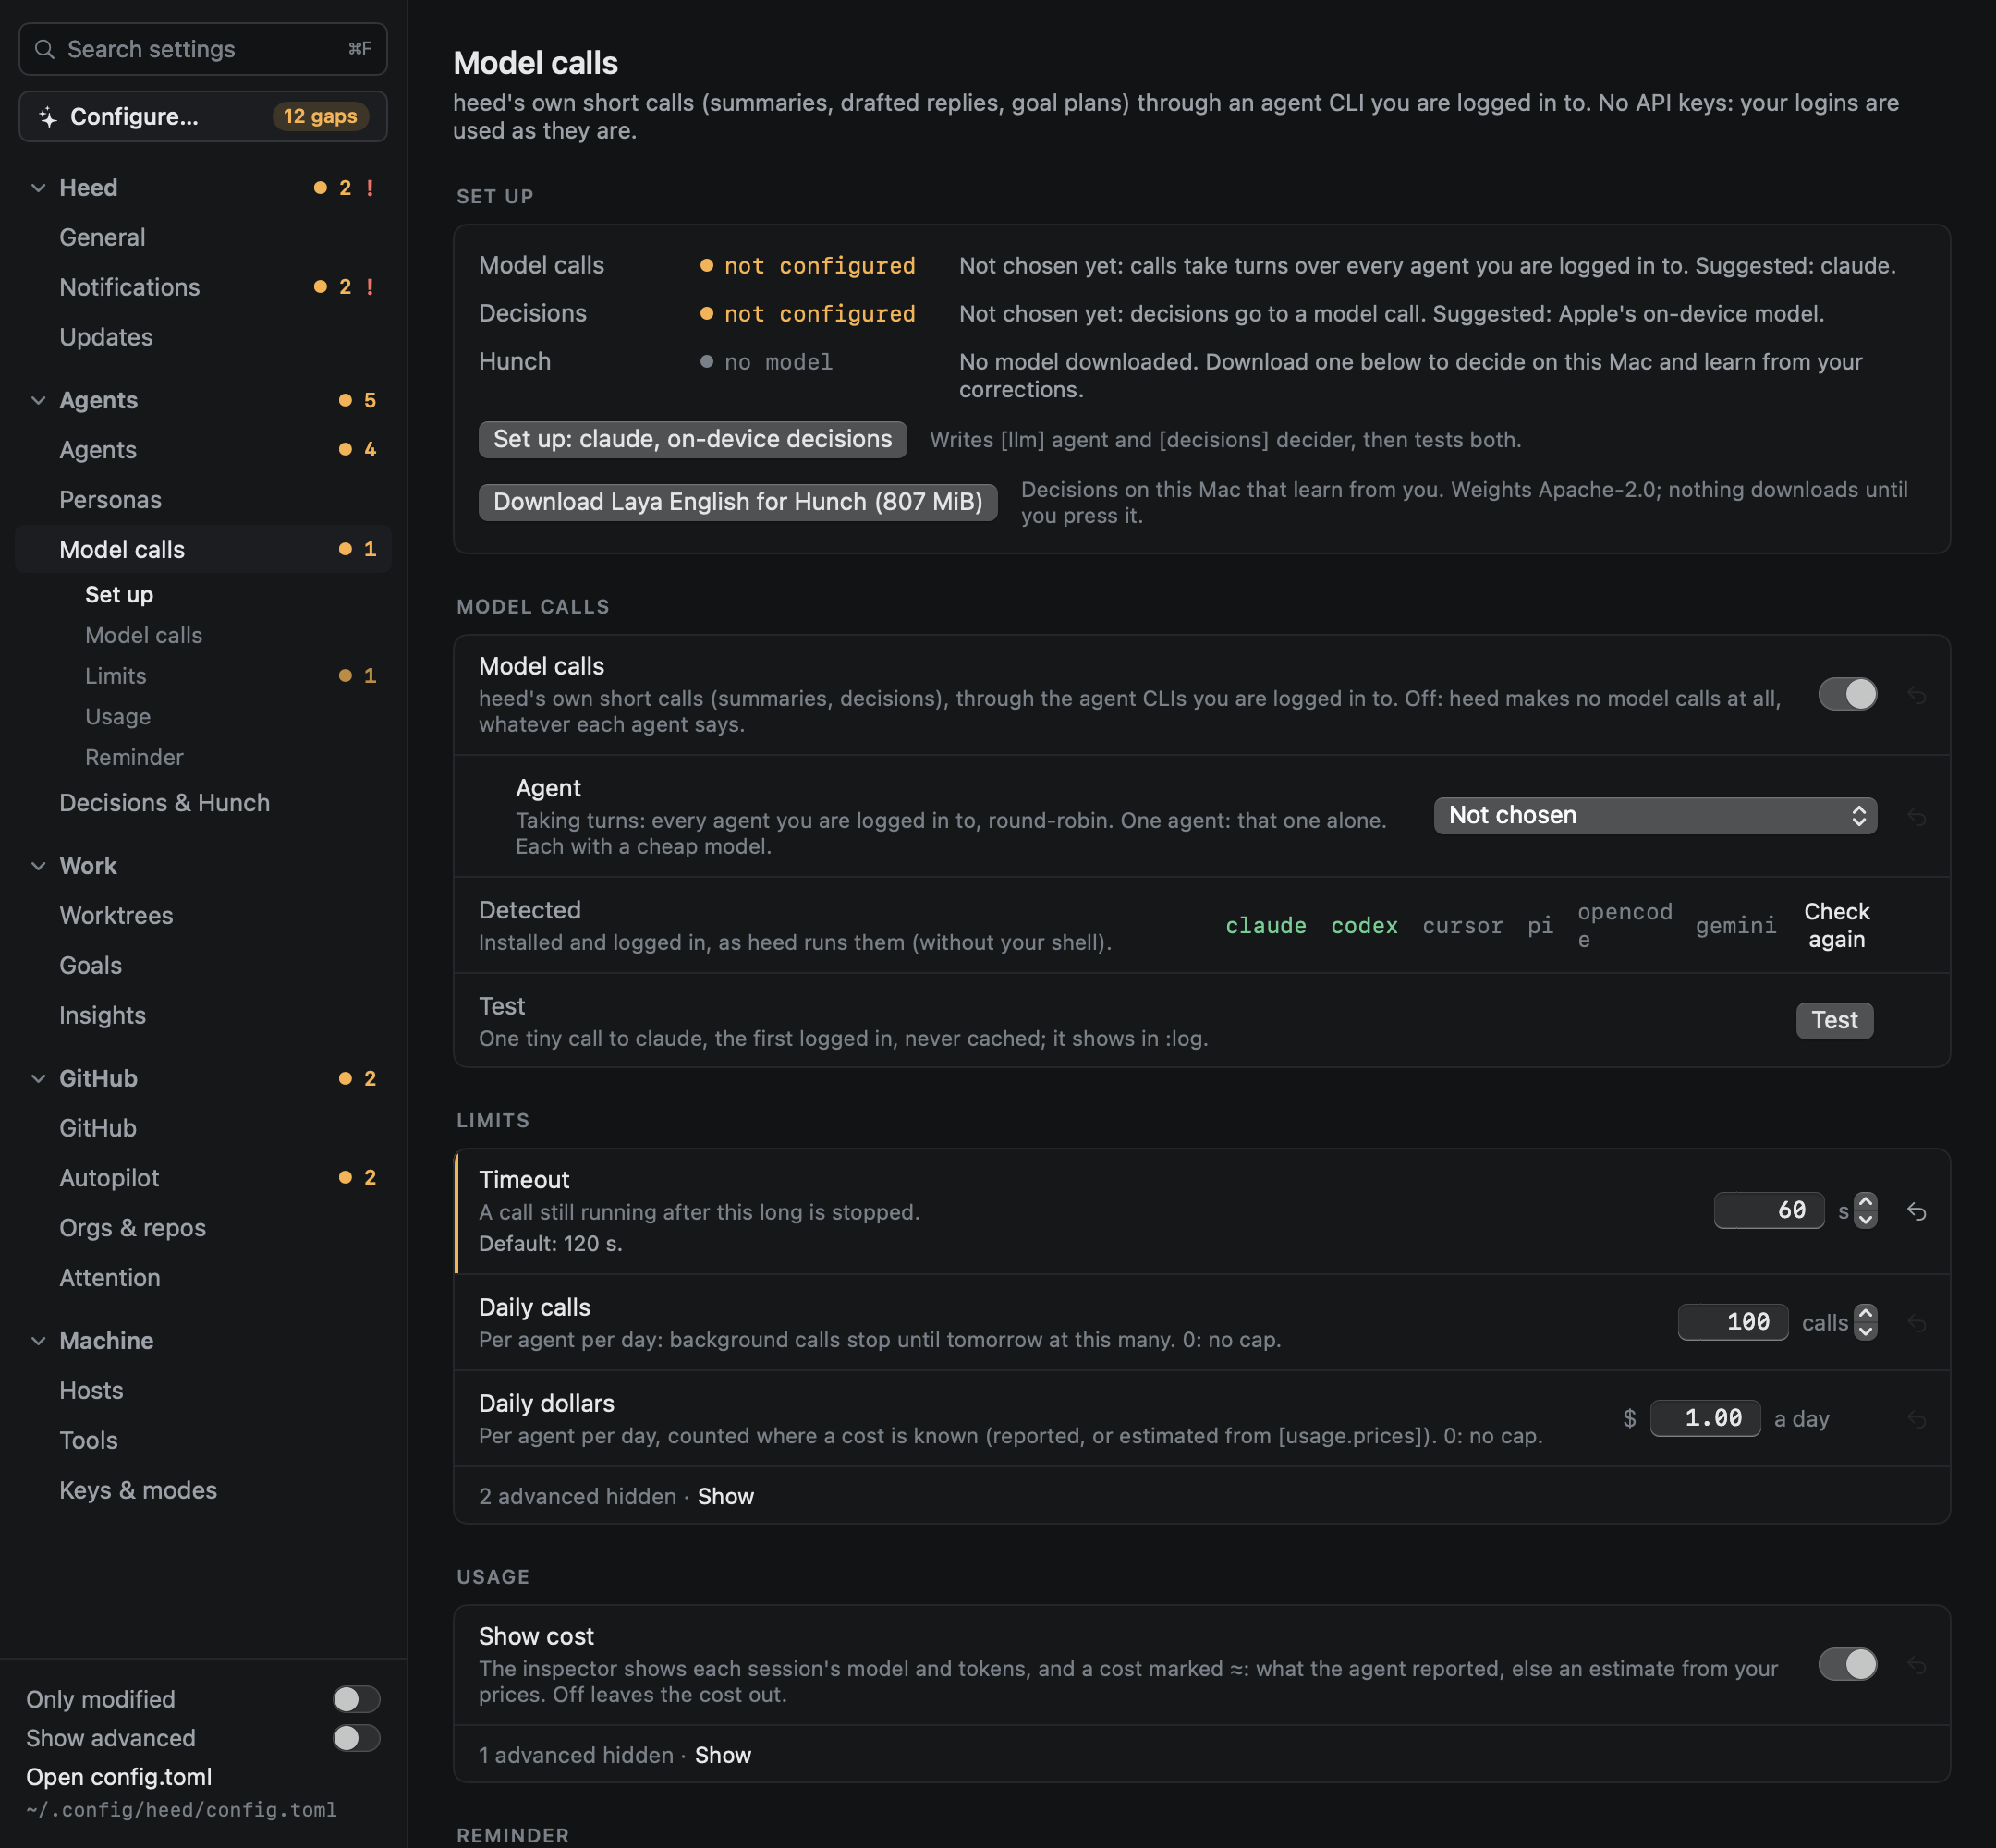 Search settings ⌘F
Configure... 12 gaps
Heed 2 !
General
Notifications 2 !
Updates
Agents 5
Agents 4
Personas
Model calls 1
Set up
Model calls
Limits 1
Usage
Reminder
Decisions & Hunch
Work
Worktrees
Goals
Insights
GitHub 2
GitHub
Autopilot 2
Orgs & repos
Attention
Machine
Hosts
Tools
Keys & modes
Only modified
Show advanced
Open config.toml
~/.config/heed/config.toml
Model calls
heed's own short calls (summaries, drafted replies, goal plans) through an agent CLI you are logged in to. No API keys: your logins are
used as they are.
SET UP
Model calls not configured Not chosen yet: calls take turns over every agent you are logged in to. Suggested: claude.
Decisions not configured Not chosen yet: decisions go to a model call. Suggested: Apple's on-device model.
Hunch no model No model downloaded. Download one below to decide on this Mac and learn from your
corrections.
Set up: claude, on-device decisions Writes [llm] agent and [decisions] decider, then tests both.
Download Laya English for Hunch (807 MiB) Decisions on this Mac that learn from you. Weights Apache-2.0; nothing downloads until
you press it.
MODEL CALLS
Model calls
heed's own short calls (summaries, decisions), through the agent CLIs you are logged in to. Off: heed makes no model calls at all,
whatever each agent says.
Agent
Taking turns: every agent you are logged in to, round-robin. One agent: that one alone.
Each with a cheap model.
Not chosen
Detected
Installed and logged in, as heed runs them (without your shell).
claude codex cursor pi opencod
e gemini Check
again
Test
One tiny call to claude, the first logged in, never cached; it shows in :log.
Test
LIMITS
Timeout
A call still running after this long is stopped.
Default: 120 s.
60 s
Daily calls
Per agent per day: background calls stop until tomorrow at this many. 0: no cap.
100 calls
Daily dollars
Per agent per day, counted where a cost is known (reported, or estimated from [usage.prices]). 0: no cap.
$ 1.00 a day
2 advanced hidden · Show
USAGE
Show cost
The inspector shows each session's model and tokens, and a cost marked ≈: what the agent reported, else an estimate from your
prices. Off leaves the cost out.
1 advanced hidden · Show
REMINDER